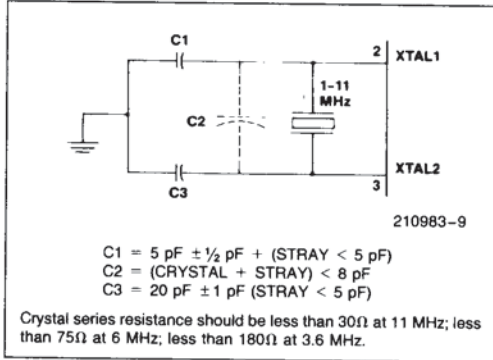 C1
2
XTAL1
1-11
MHz
C2
XTAL2
3
C3
210983-9
C1 = 5 pF ± ½ pF + (STRAY < 5 pF)
C2 = (CRYSTAL + STRAY) < 8 pF
C3 = 20 pF ± 1 pF (STRAY < 5 pF)
Crystal series resistance should be less than 30Ω at 11 MHz; less
than 75Ω at 6 MHz; less than 180Ω at 3.6 MHz.